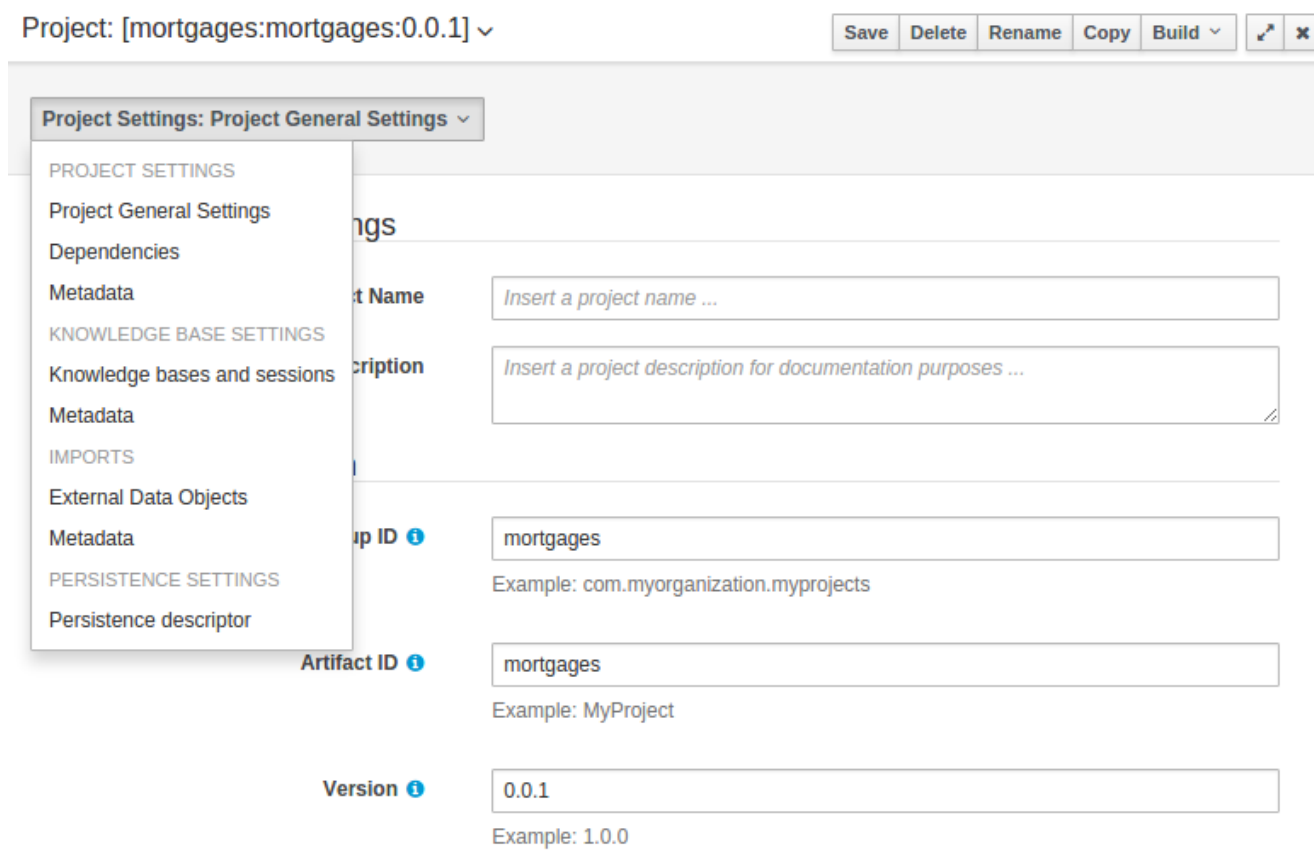 Project: [mortgages:mortgages:0.0.1]
Save Delete Rename Copy Build
Project Settings: Project General Settings
PROJECT SETTINGS
Project General Settings
ngs
Dependencies
Metadata
ct Name
Insert a project name ...
KNOWLEDGE BASE SETTINGS
Knowledge bases and sessions
cription
Insert a project description for documentation purposes ...
Metadata
IMPORTS
External Data Objects
Metadata
up ID
mortgages
PERSISTENCE SETTINGS
Example: com.myorganization.myprojects
Persistence descriptor
Artifact ID
mortgages
Example: MyProject
Version
0.0.1
Example: 1.0.0